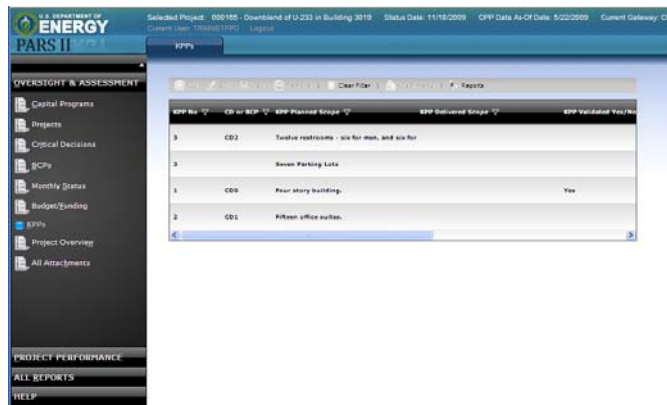 U.S. DEPARTMENT OF
ENERGY
PARS II
Selected Project: 000165 - Downblend of U-233 in Building 3019 Status Date: 11/18/2009 CPP Data As-Of Date: 5/22/2009 Current Gateway:
Current User: Logout
KPPs
OVERSIGHT & ASSESSMENT
Capital Programs
Projects
Critical Decisions
BCPs
Monthly Status
Budget/Funding
KPPs
Project Overview
All Attachments
Clear Filter Reports
KPP No CD or BCP KPP Planned Scope KPP Delivered Scope KPP Validated Yes/No
3 CD2 Twelve restrooms - six for men, and six for
3 Seven Parking Lots
1 CD0 Four story building. Yes
2 CD1 Fifteen office suites.
PROJECT PERFORMANCE
ALL REPORTS
HELP